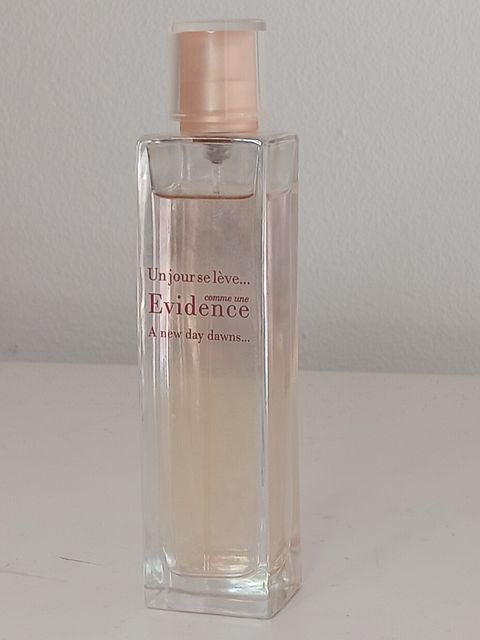 Un jour se lève...
comme une
Evidence
A new day dawns...